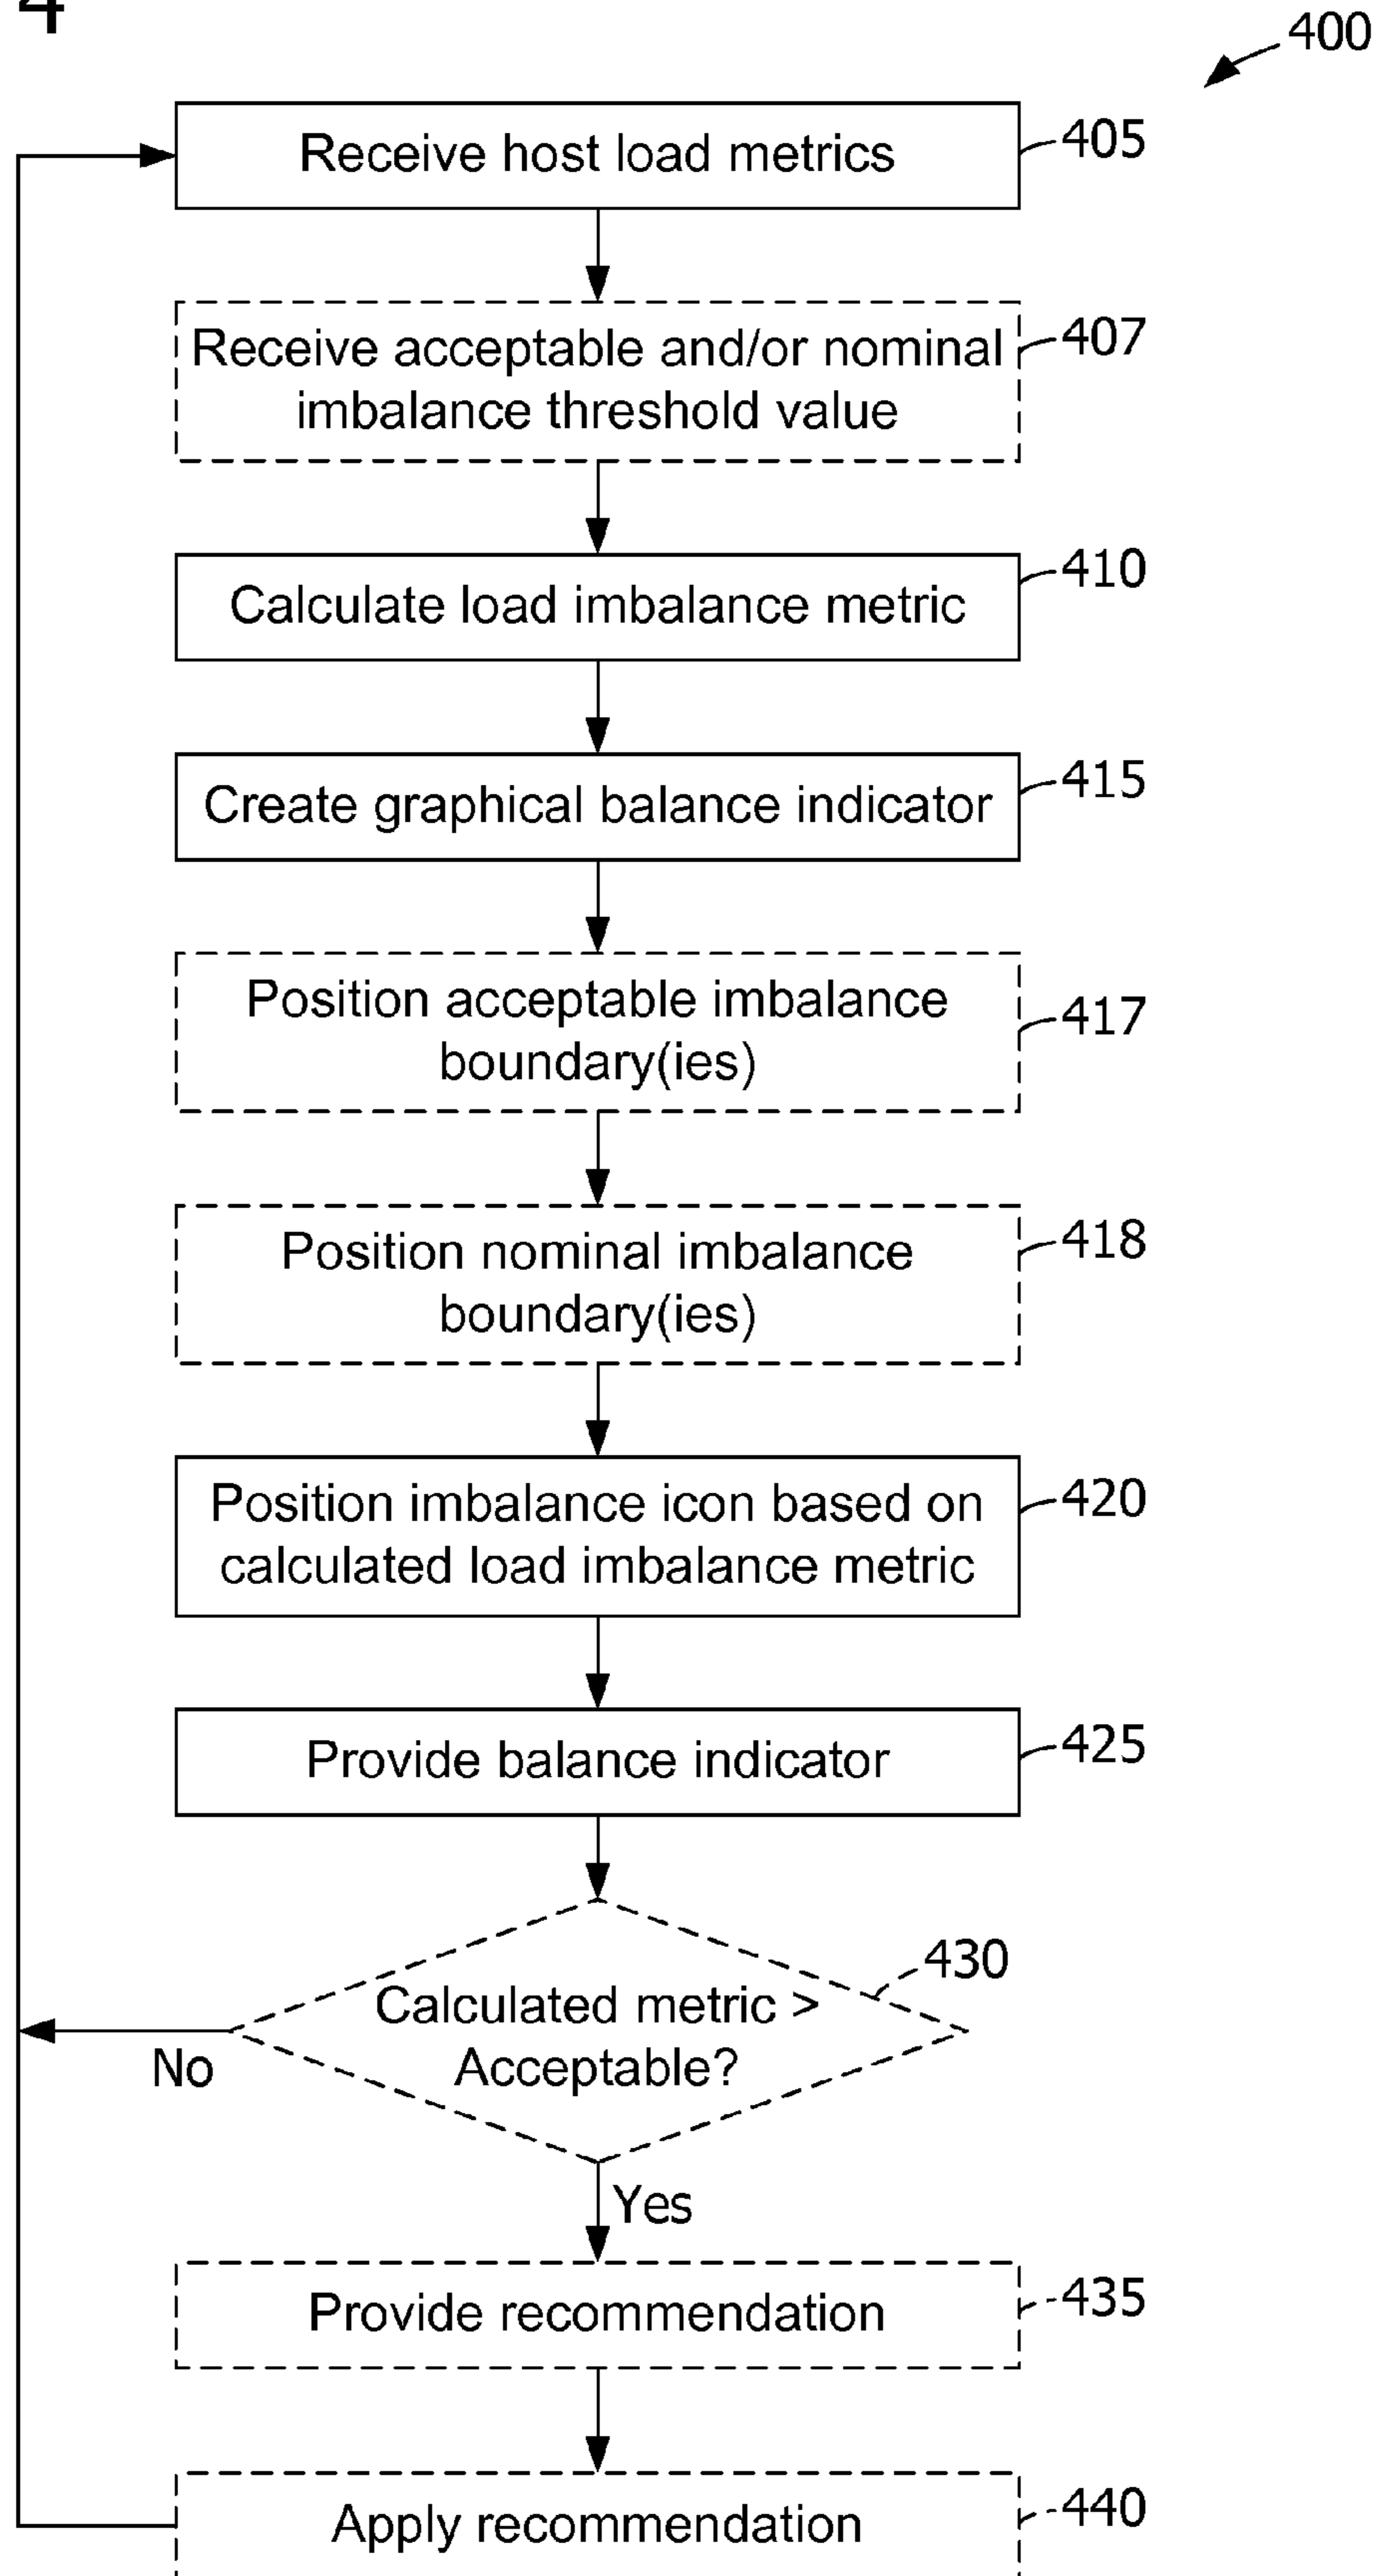 4
400
Receive host load metrics
405
Receive acceptable and/or nominal
imbalance threshold value
407
Calculate load imbalance metric
410
Create graphical balance indicator
415
Position acceptable imbalance
boundary(ies)
417
Position nominal imbalance
boundary(ies)
418
Position imbalance icon based on
calculated load imbalance metric
420
Provide balance indicator
425
430
Calculated metric >
Acceptable?
No
Yes
Provide recommendation
435
Apply recommendation
440